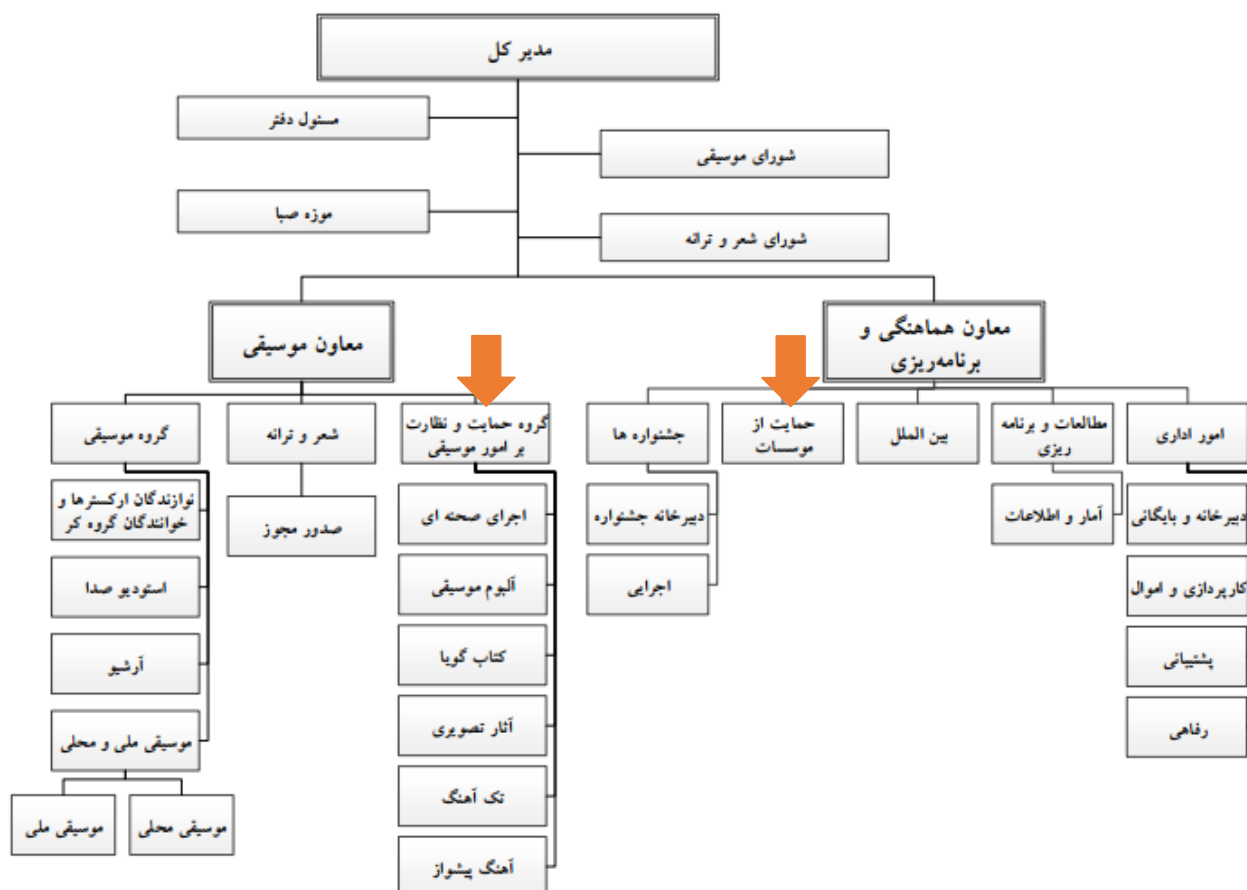 مدیر کل
مسئول دفتر
شورای موسیقی
موزه صبا
شورای شعر و ترانه
معاون هماهنگی و
برنامه‌ریزی
معاون موسیقی
امور اداری
مطالعات و برنامه
ریزی
بین الملل
حمایت از
موسسات
جشنواره ها
گروه حمایت و نظارت
بر امور موسیقی
شعر و ترانه
گروه موسیقی
دبیرخانه و بایگانی
آمار و اطلاعات
دبیرخانه جشنواره
اجرای صحنه ای
صدور مجوز
نوازندگان ارکسترها و
خوانندگان گروه کر
کارپردازی و اموال
اجرایی
آلبوم موسیقی
استودیو صدا
پشتیبانی
کتاب گویا
آرشیو
رفاهی
آثار تصویری
موسیقی ملی و محلی
تک آهنگ
موسیقی محلی
موسیقی ملی
آهنگ پیشواز